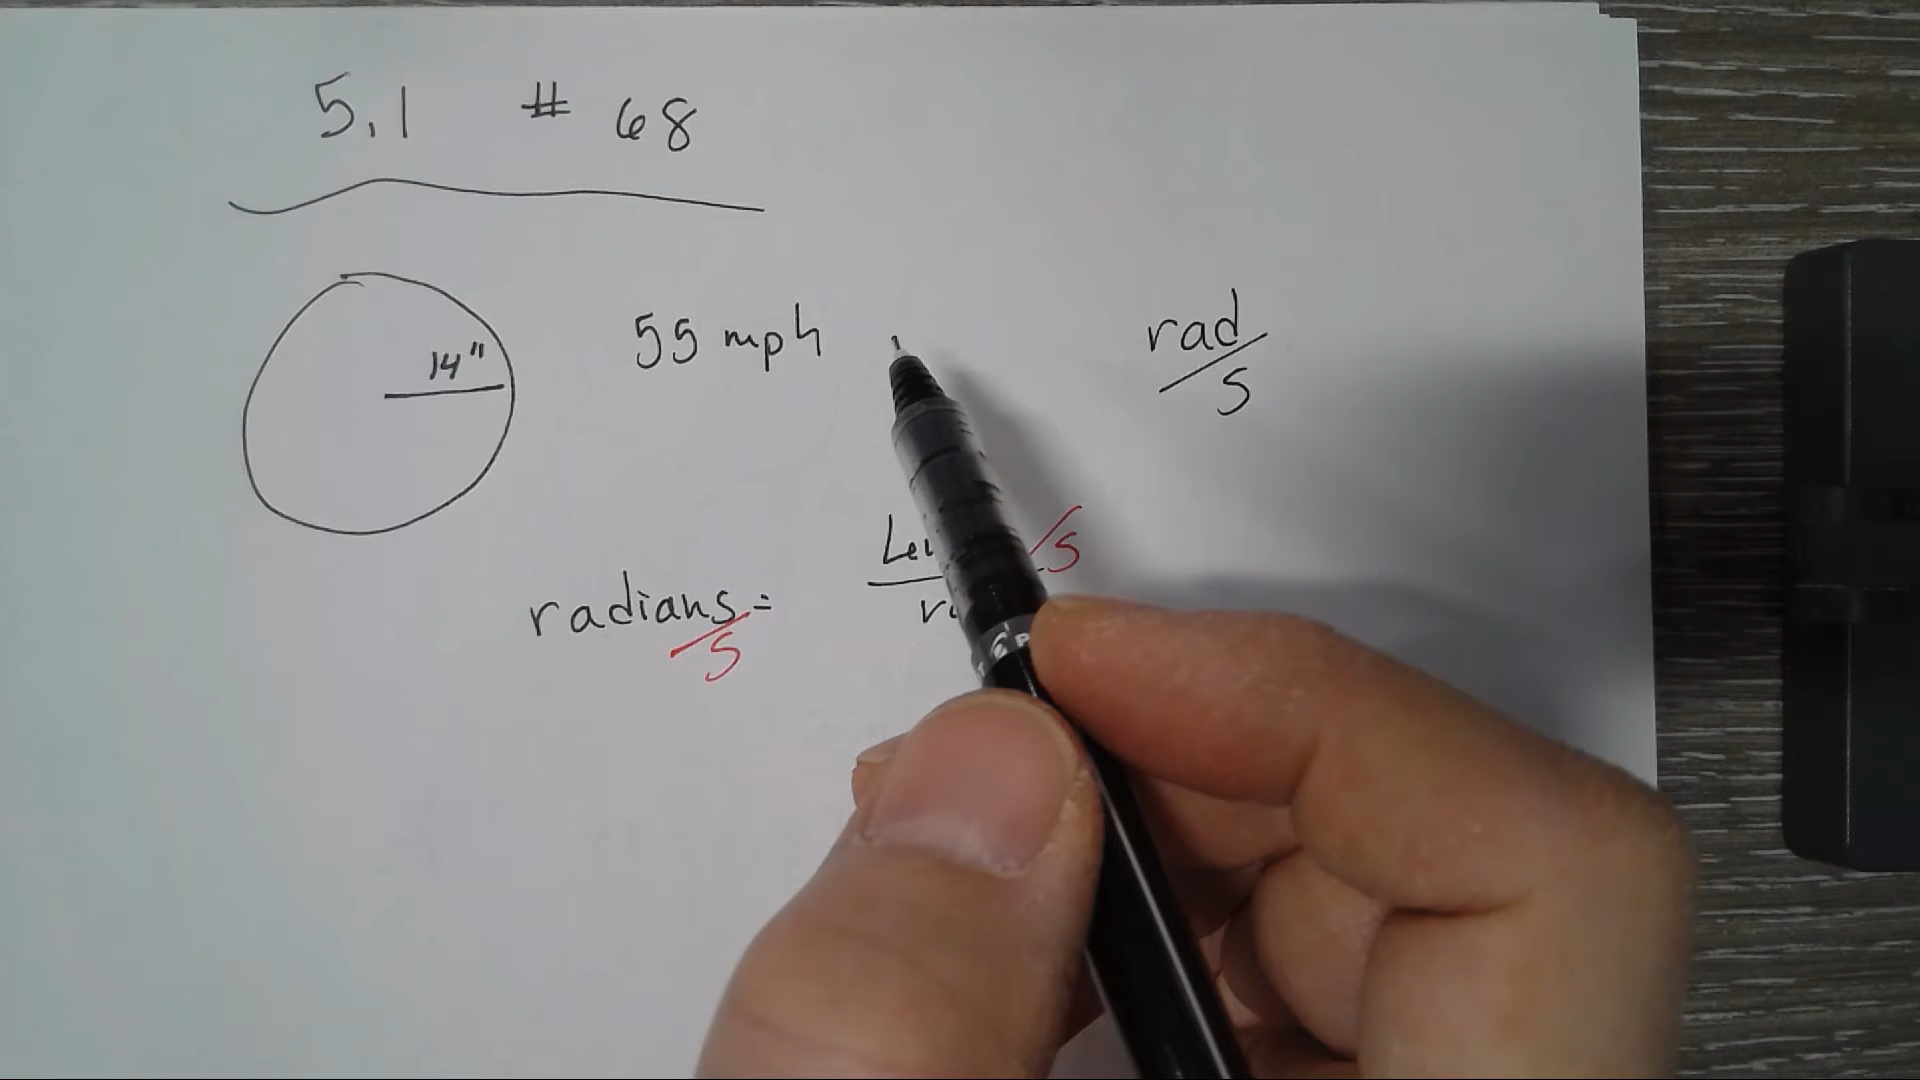 5.1 # 68
14"
55 mph
rad/s
radians/s =
/s